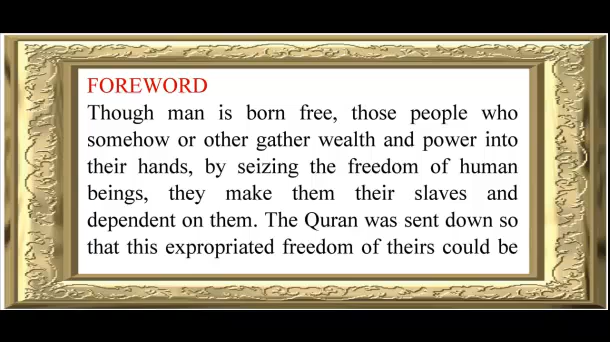 FOREWORD
Though man is born free, those people who
somehow or other gather wealth and power into
their hands, by seizing the freedom of human
beings, they make them their slaves and
dependent on them. The Quran was sent down so
that this expropriated freedom of theirs could be